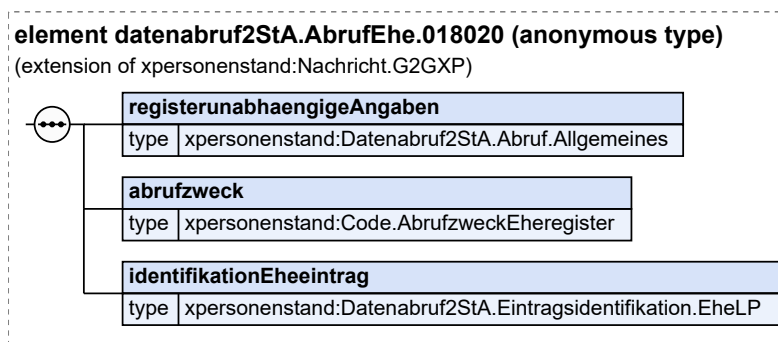 element datenabruf2StA.AbrufEhe.018020 (anonymous type)
(extension of xpersonenstand:Nachricht.G2GXP)
registerunabhaengigeAngaben
type xpersonenstand:Datenabruf2StA.Abruf.Allgemeines
abrufzweck
type xpersonenstand:Code.AbrufzweckEheregister
identifikationEheeintrag
type xpersonenstand:Datenabruf2StA.Eintragsidentifikation.EheLP